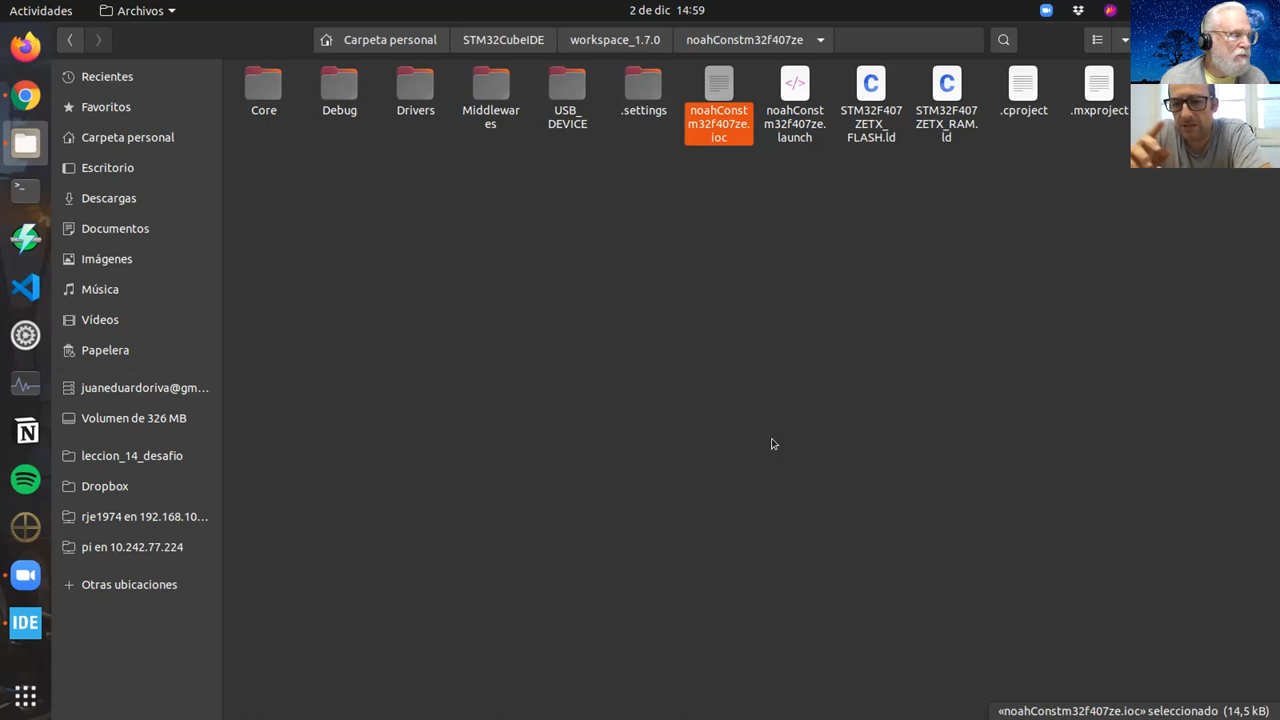 Actividades
Archivos
2 de dic 14:59
Carpeta personal
STM32CubeIDE
workspace_1.7.0
noahConstm32f407ze
Recientes
Favoritos
Carpeta personal
Escritorio
Descargas
Documentos
Imágenes
Música
Vídeos
Papelera
juaneduardoriva@gm...
Volumen de 326 MB
leccion_14_desafio
Dropbox
rje1974 en 192.168.10...
pi en 10.242.77.224
Otras ubicaciones
Core
Debug
Drivers
Middlewar
es
USB_
DEVICE
.settings
noahConst
m32f407ze.
ioc
noahConst
m32f407ze.
launch
STM32F407
ZETX_
FLASH.ld
STM32F407
ZETX_RAM.
ld
.cproject
.mxproject
IDE
«noahConstm32f407ze.ioc» seleccionado (14,5 kB)